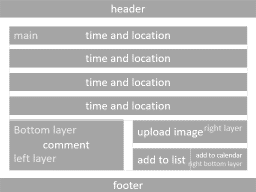 header
main time and location
time and location
time and location
time and location
Bottom layer
comment
left layer
upload image right layer
add to list add to calendar
right bottom layer
footer